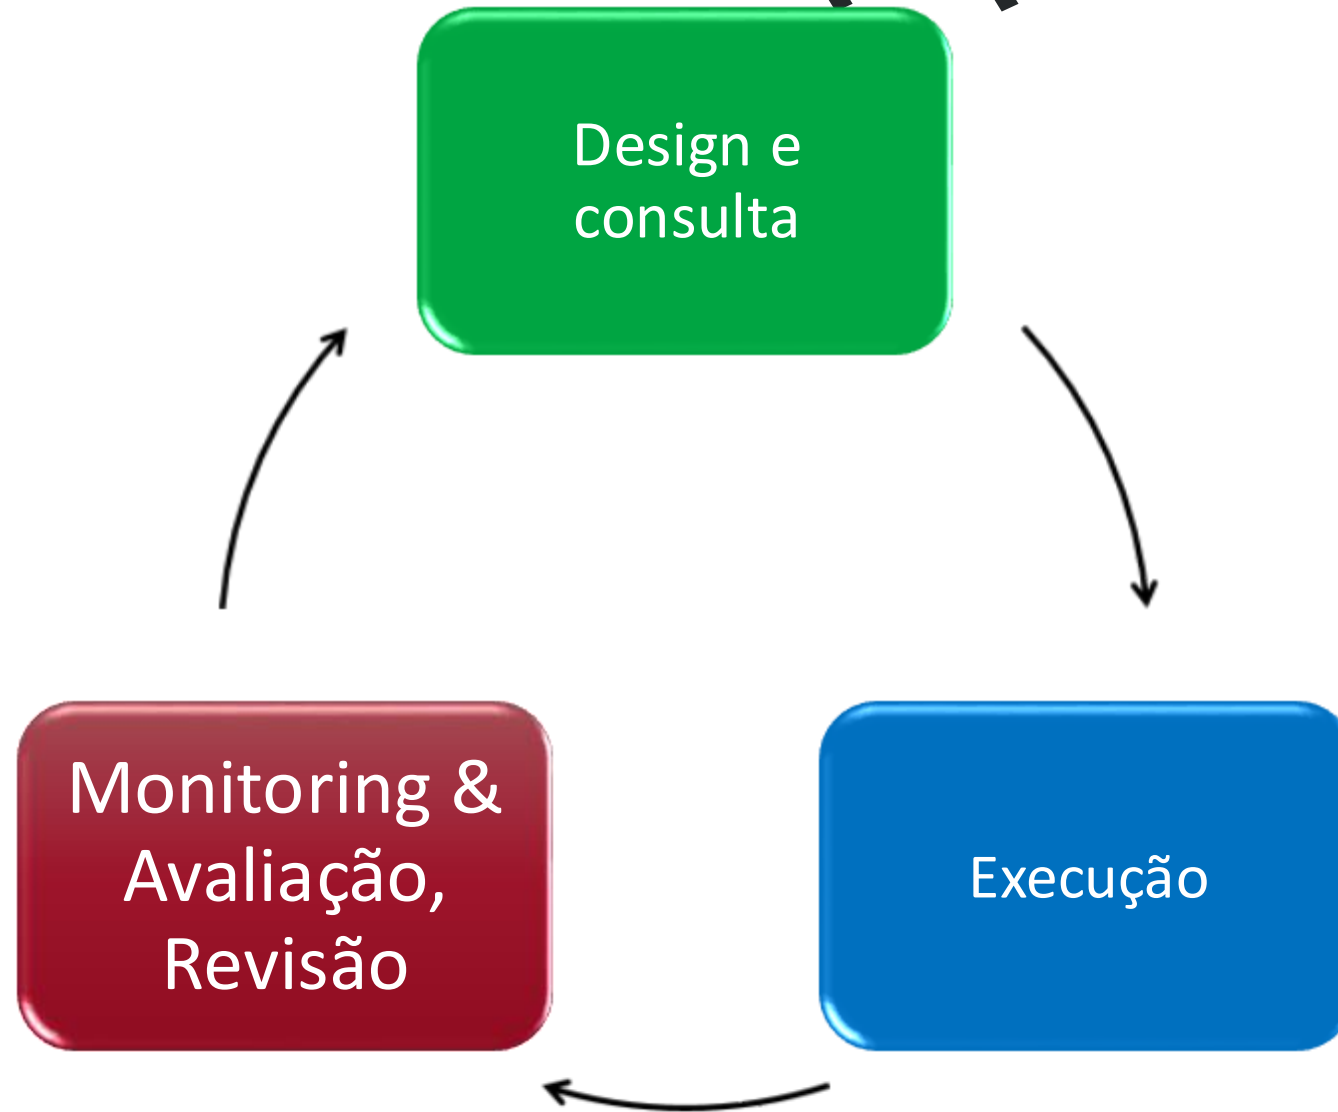 Design e
consulta
Monitoring &
Avaliação,
Revisão
Execução